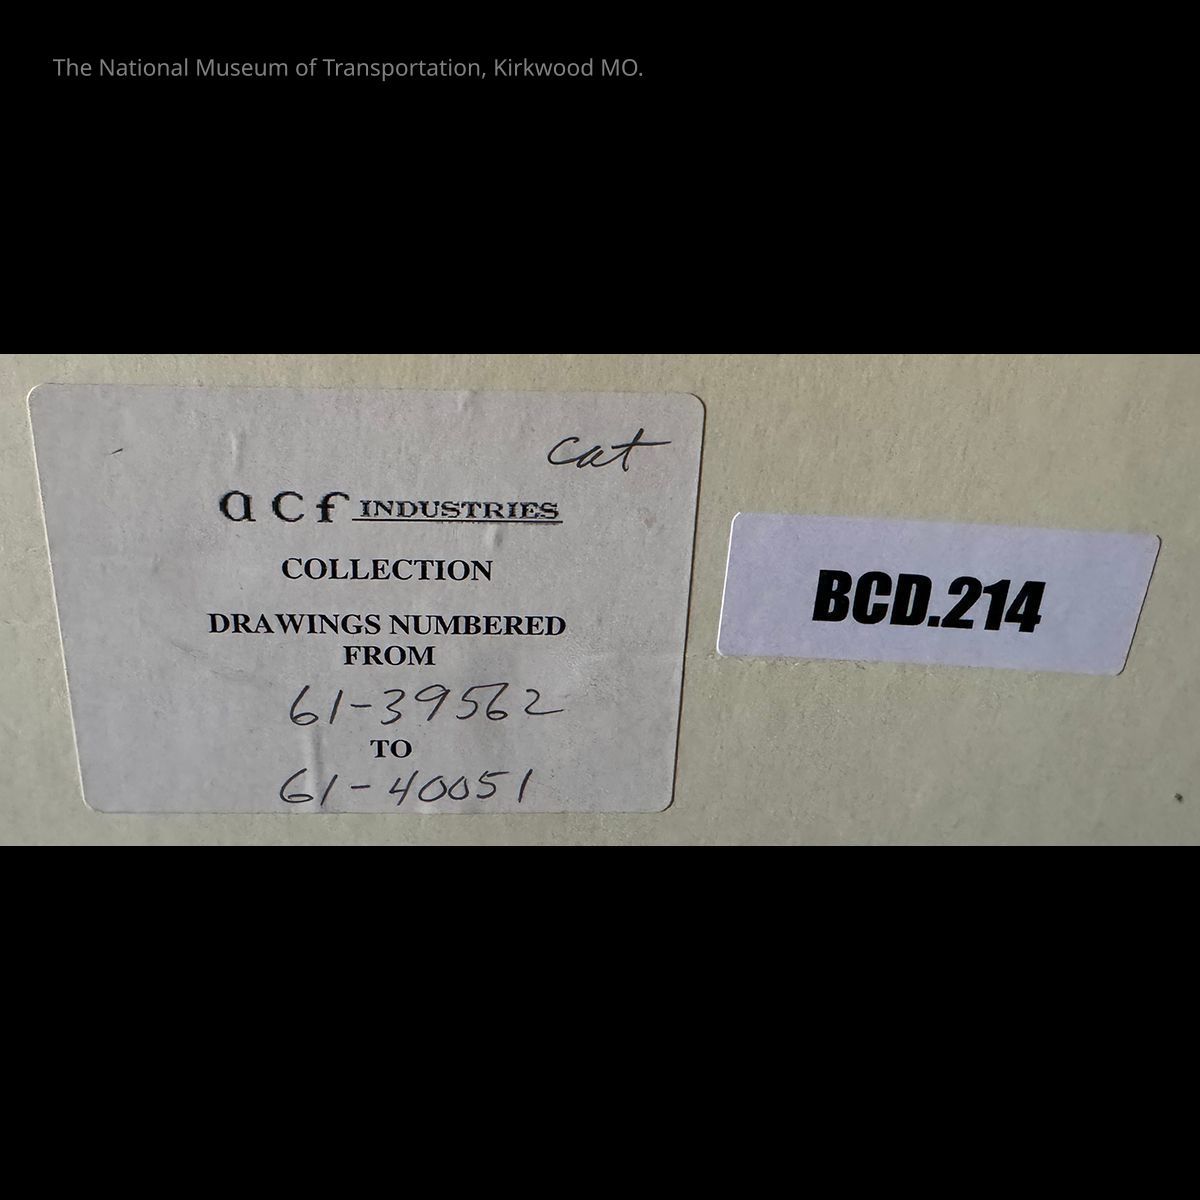 The National Museum of Transportation, Kirkwood MO.
cat
acf INDUSTRIES
COLLECTION
DRAWINGS NUMBERED
FROM
61-39562
TO
61-40051
BCD.214